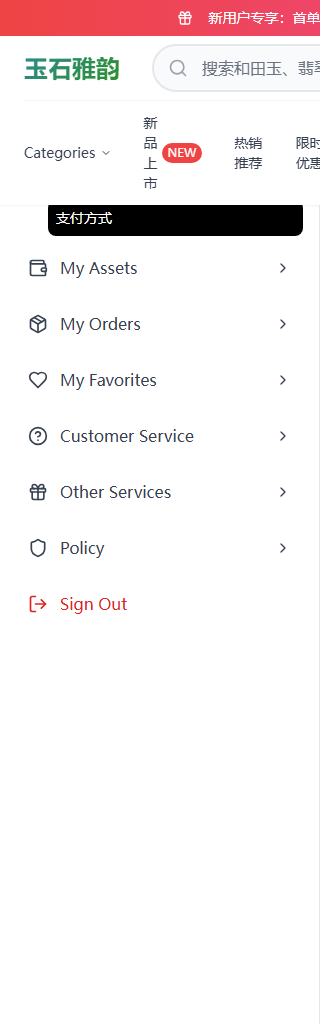 新用户专享：首单
玉石雅韵
搜索和田玉、翡翠
Categories
新品上市
NEW
热销推荐
限时优惠
支付方式
My Assets
My Orders
My Favorites
Customer Service
Other Services
Policy
Sign Out